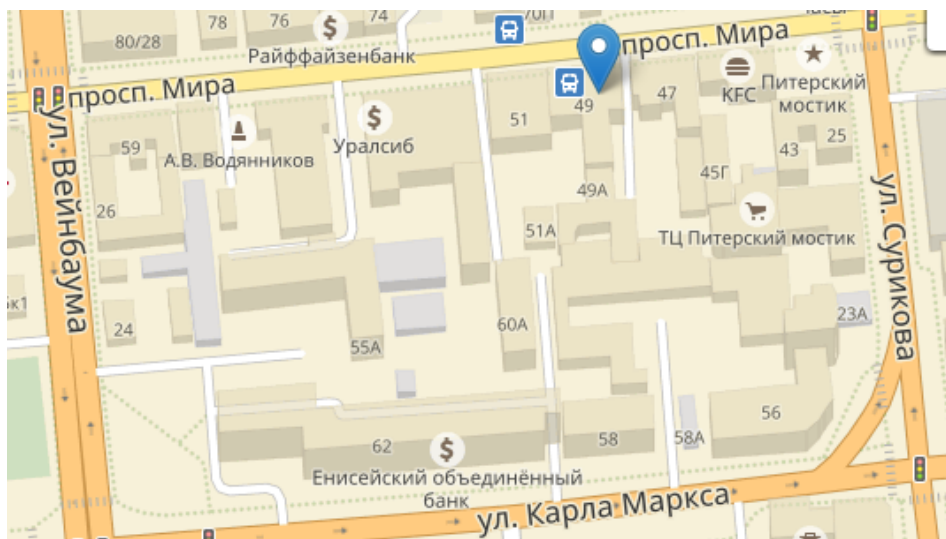 78
76
74
80/28
Райффайзенбанк
просп. Мира
просп. Мира
KFC
Питерский
мостик
59
А.В. Водянников
Уралсиб
51
49
47
45Г
43
25
26
49А
51А
ТЦ Питерский мостик
ул. Вейнбаума
ул. Сурикова
24
55А
60А
23А
62
58
58А
56
Енисейский объединённый
банк
ул. Карла Маркса